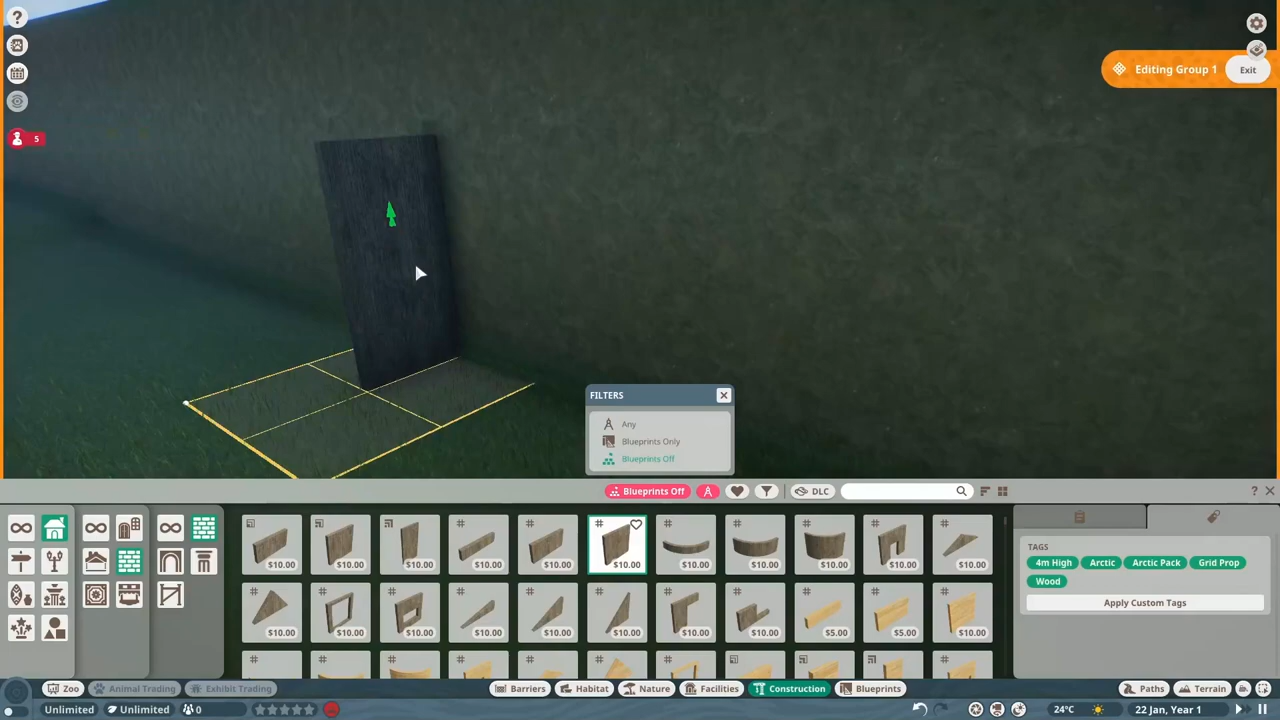 ?
Editing Group 1 Exit
5
FILTERS
Any
Blueprints Only
Blueprints Off
Blueprints Off DLC ?
$10.00 $10.00 $10.00 $10.00 $10.00 $10.00 $10.00 $10.00 $10.00 $10.00 $10.00
$10.00 $10.00 $10.00 $10.00 $10.00 $10.00 $10.00 $10.00 $5.00 $5.00 $10.00
TAGS
4m High Arctic Arctic Pack Grid Prop
Wood
Apply Custom Tags
Zoo Animal Trading Exhibit Trading Barriers Habitat Nature Facilities Construction Blueprints Paths Terrain
Unlimited Unlimited 0 24°C 22 Jan, Year 1